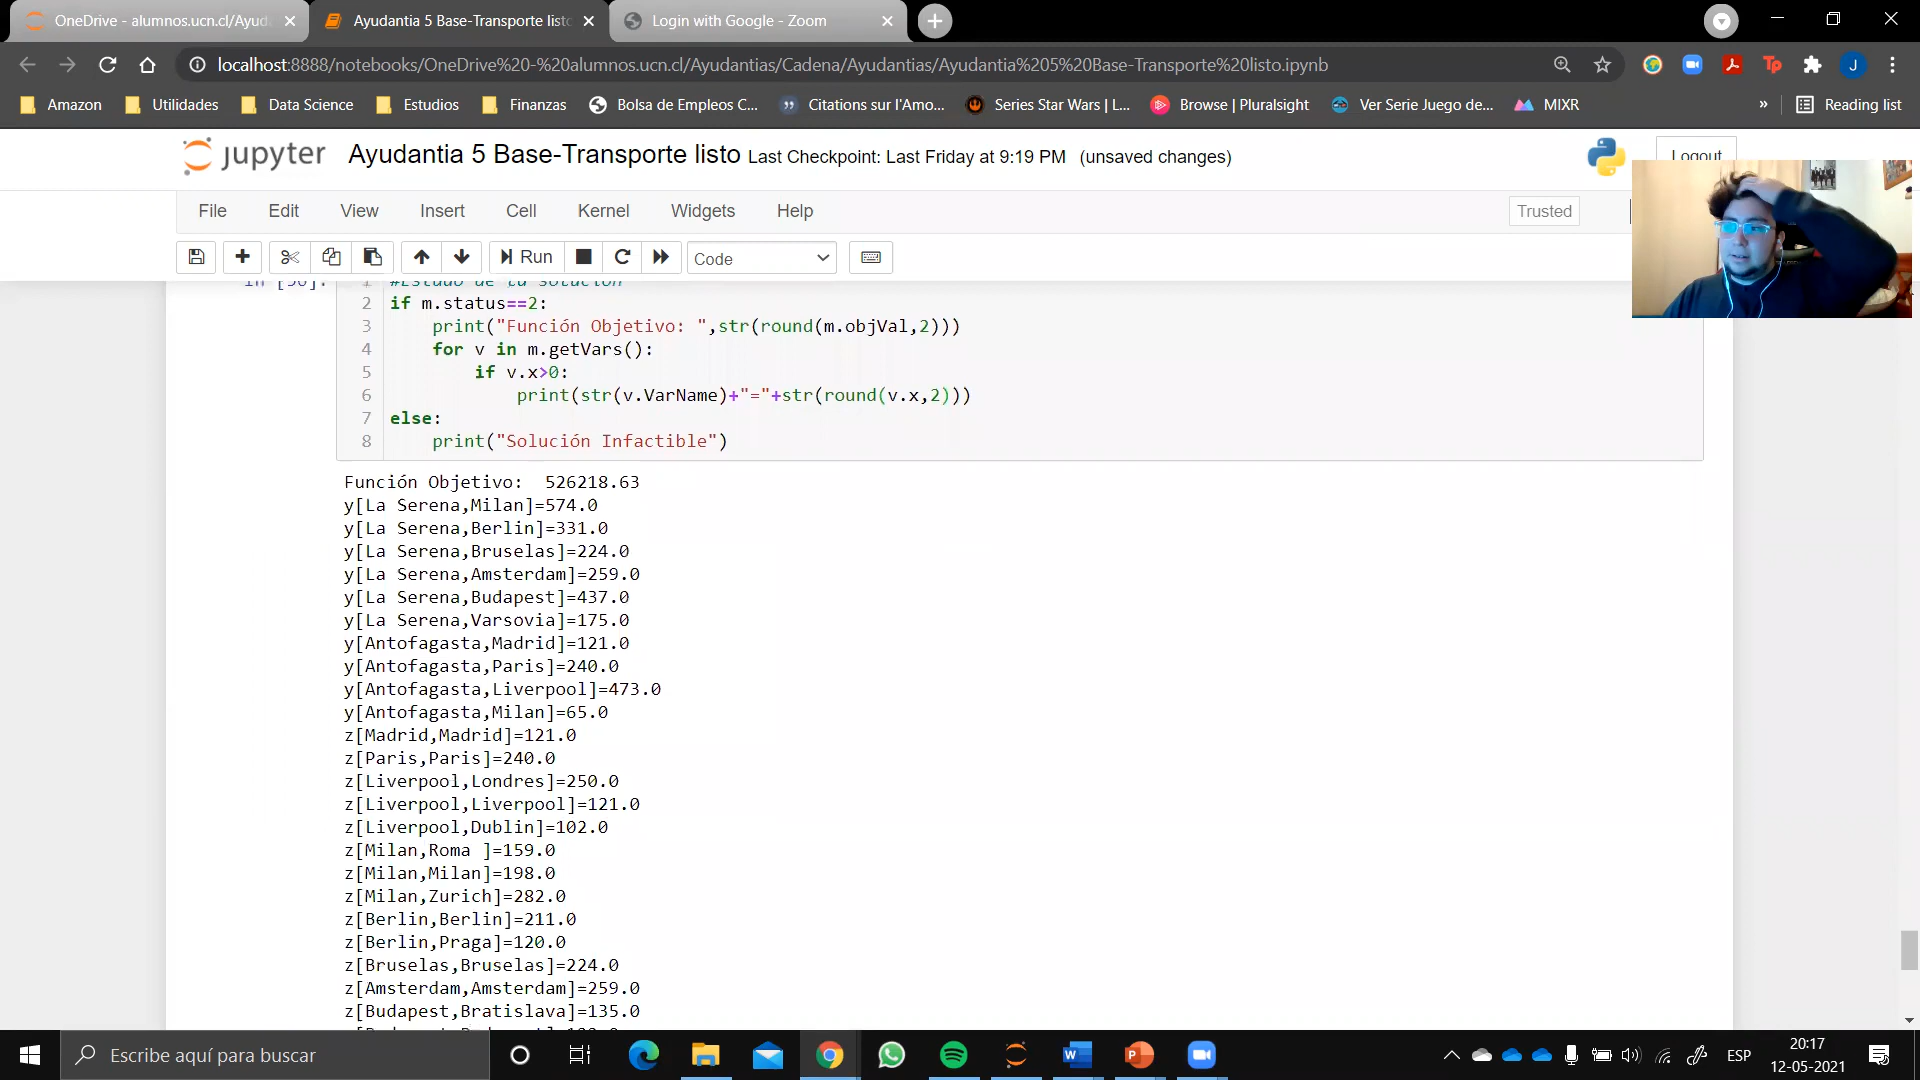 OneDrive - alumnos.ucn.cl/Ayud
Ayudantia 5 Base-Transporte listo
Login with Google - Zoom
localhost:8888/notebooks/OneDrive%20-%20alumnos.ucn.cl/Ayudantias/Cadena/Ayudantias/Ayudantia%205%20Base-Transporte%20listo.ipynb
Tp
J
Amazon
Utilidades
Data Science
Estudios
Finanzas
Bolsa de Empleos C...
Citations sur l'Amo...
Series Star Wars | L...
Browse | Pluralsight
Ver Serie Juego de...
MIXR
»
Reading list
jupyter
Ayudantia 5 Base-Transporte listo Last Checkpoint: Last Friday at 9:19 PM (unsaved changes)
Logout
File Edit View Insert Cell Kernel Widgets Help
Trusted
Run
Code
1 #Estado de la solución
2 if m.status==2:
3 print("Función Objetivo: ",str(round(m.objVal,2)))
4 for v in m.getVars():
5 if v.x>0:
6 print(str(v.VarName)+"="+str(round(v.x,2)))
7 else:
8 print("Solución Infactible")
Función Objetivo:  526218.63
y[La Serena,Milan]=574.0
y[La Serena,Berlin]=331.0
y[La Serena,Bruselas]=224.0
y[La Serena,Amsterdam]=259.0
y[La Serena,Budapest]=437.0
y[La Serena,Varsovia]=175.0
y[Antofagasta,Madrid]=121.0
y[Antofagasta,Paris]=240.0
y[Antofagasta,Liverpool]=473.0
y[Antofagasta,Milan]=65.0
z[Madrid,Madrid]=121.0
z[Paris,Paris]=240.0
z[Liverpool,Londres]=250.0
z[Liverpool,Liverpool]=121.0
z[Liverpool,Dublin]=102.0
z[Milan,Roma ]=159.0
z[Milan,Milan]=198.0
z[Milan,Zurich]=282.0
z[Berlin,Berlin]=211.0
z[Berlin,Praga]=120.0
z[Bruselas,Bruselas]=224.0
z[Amsterdam,Amsterdam]=259.0
z[Budapest,Bratislava]=135.0
Escribe aquí para buscar
ESP
20:17
12-05-2021